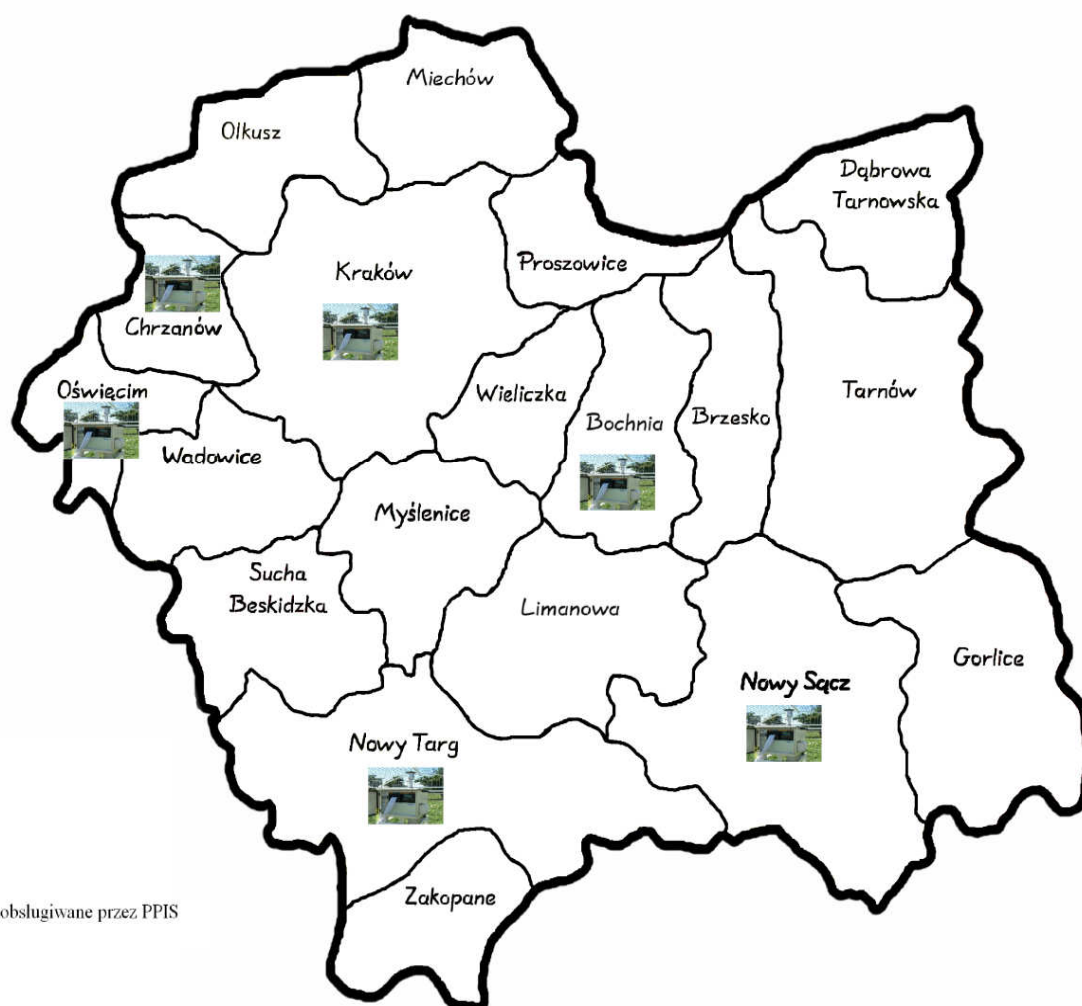 Miechów
Olkusz
Dąbrowa
Tarnowska
Kraków
Proszowice
Chrzanów
Oświęcim
Wieliczka
Bochnia
Brzesko
Tarnów
Wadowice
Myślenice
Sucha
Beskidzka
Limanowa
Gorlice
Nowy Sącz
Nowy Targ
Zakopane
obsługiwane przez PPIS